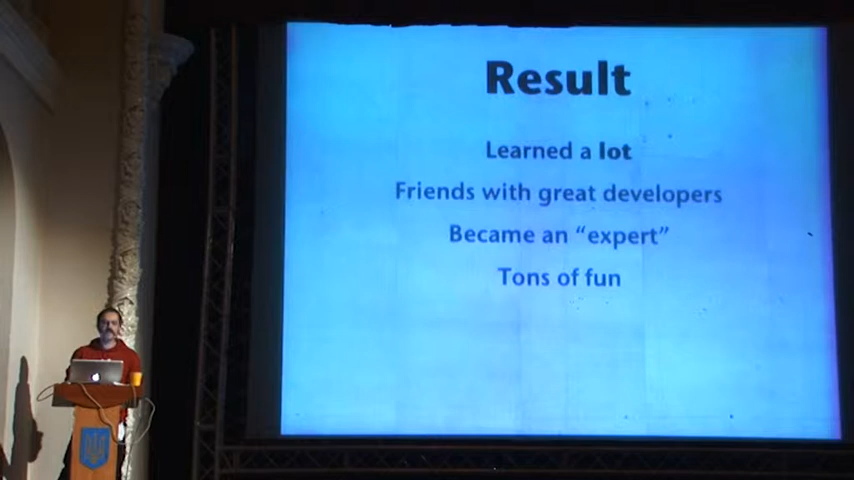 Result
Learned a lot
Friends with great developers
Became an “expert”
Tons of fun